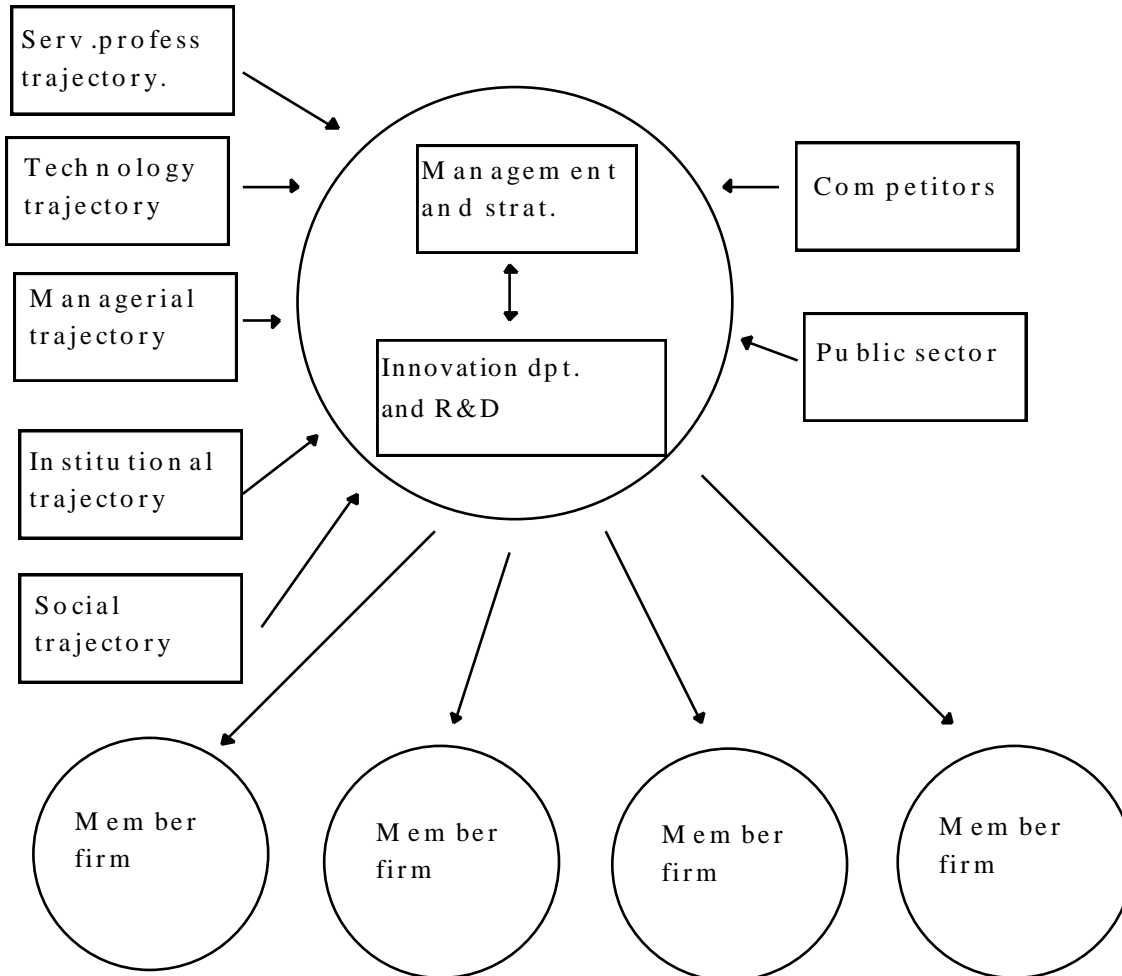 Serv.profess
trajectory.
Technology
trajectory
Managerial
trajectory
Institutional
trajectory
Social
trajectory
Management
and strat.
Innovation dpt.
and R&D
Competitors
Public sector
Member
firm
Member
firm
Member
firm
Member
firm